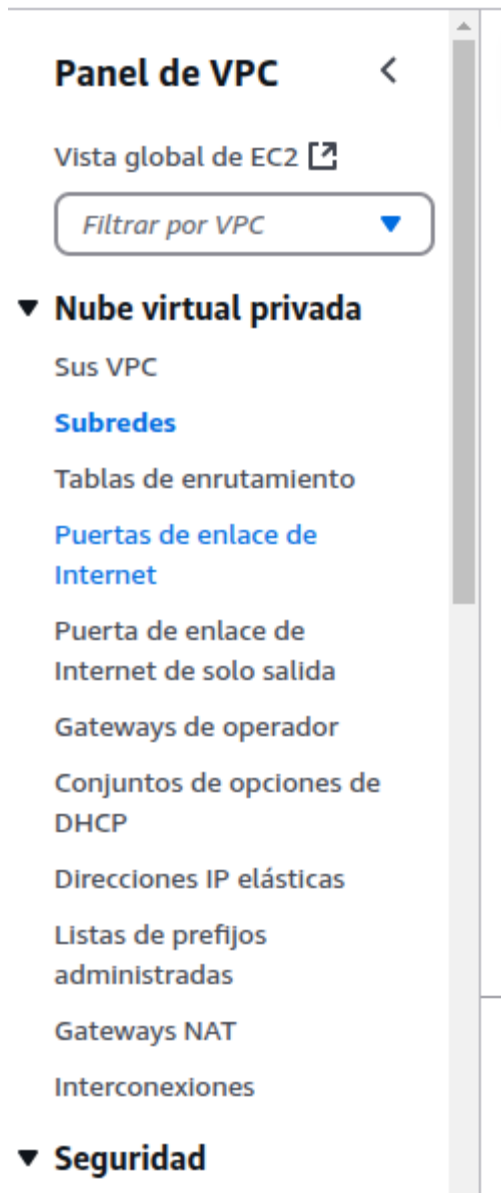 Panel de VPC
Vista global de EC2
Filtrar por VPC
Nube virtual privada
Sus VPC
Subredes
Tablas de enrutamiento
Puertas de enlace de
Internet
Puerta de enlace de
Internet de solo salida
Gateways de operador
Conjuntos de opciones de
DHCP
Direcciones IP elásticas
Listas de prefijos
administradas
Gateways NAT
Interconexiones
Seguridad